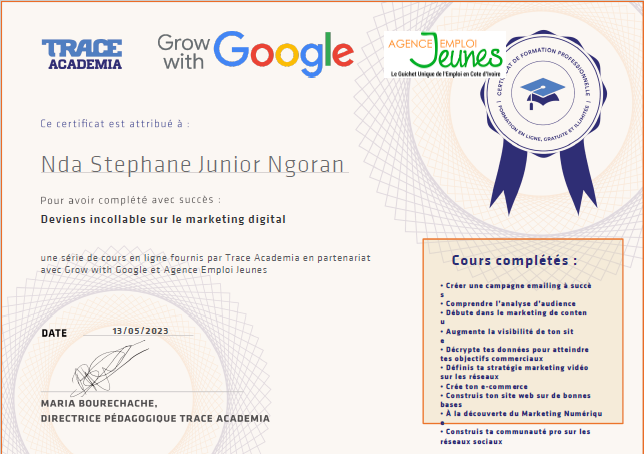 TRACE
ACADEMIA
Grow
with Google
AGENCE EMPLOI
Jeunes
Le Guichet Unique de l'Emploi en Cote d'Ivoire
CERTIFICAT DE FORMATION PROFESSIONNELLE
FORMATION EN LIGNE, GRATUITE ET ILLIMITÉE
Ce certificat est attribué à :
Nda Stephane Junior Ngoran
Pour avoir complété avec succès :
Deviens incollable sur le marketing digital
une série de cours en ligne fournis par Trace Academia en partenariat
avec Grow with Google et Agence Emploi Jeunes
DATE 13/05/2023
MARIA BOURECHACHE,
DIRECTRICE PÉDAGOGIQUE TRACE ACADEMIA
Cours complétés :
• Créer une campagne emailing à succè
s
• Comprendre l'analyse d'audience
• Débute dans le marketing de conten
u
• Augmente la visibilité de ton sit
e
• Décrypte tes données pour atteindre
tes objectifs commerciaux
• Définis ta stratégie marketing vidéo
sur les réseaux
• Crée ton e-commerce
• Construis ton site web sur de bonnes
bases
• À la découverte du Marketing Numériqu
e
• Construis ta communauté pro sur les
réseaux sociaux